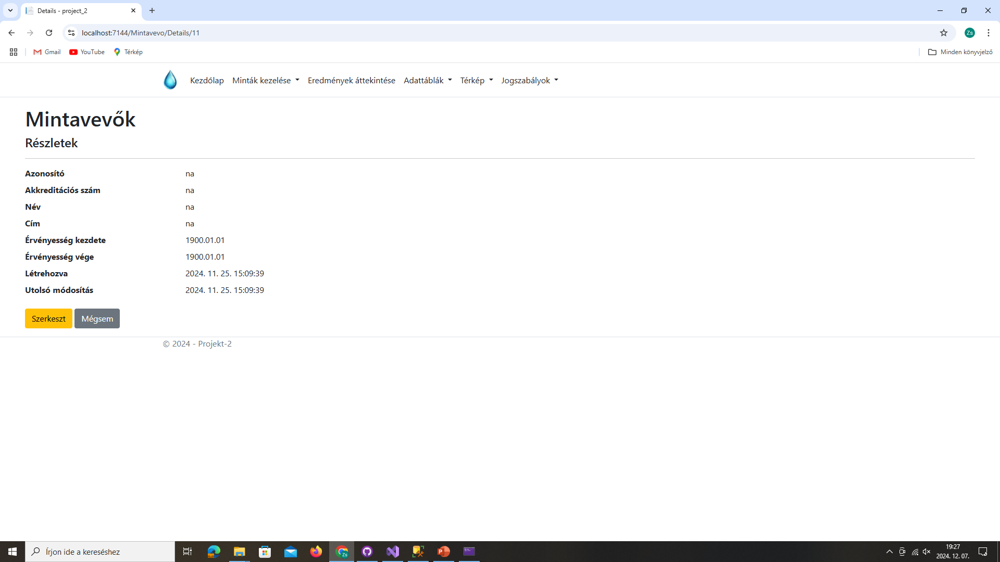 Details - project_2
localhost:7144/Mintavevo/Details/11
Zs
Gmail YouTube Térkép Minden könyvjelző
Kezdőlap Minták kezelése Eredmények áttekintése Adattáblák Térkép Jogszabályok
Mintavevők
Részletek
Azonosító na
Akkreditációs szám na
Név na
Cím na
Érvényesség kezdete 1900.01.01
Érvényesség vége 1900.01.01
Létrehozva 2024. 11. 25. 15:09:39
Utolsó módosítás 2024. 11. 25. 15:09:39
Szerkeszt Mégsem
© 2024 - Projekt-2
Írjon ide a kereséshez
Zs
19:27
2024. 12. 07.